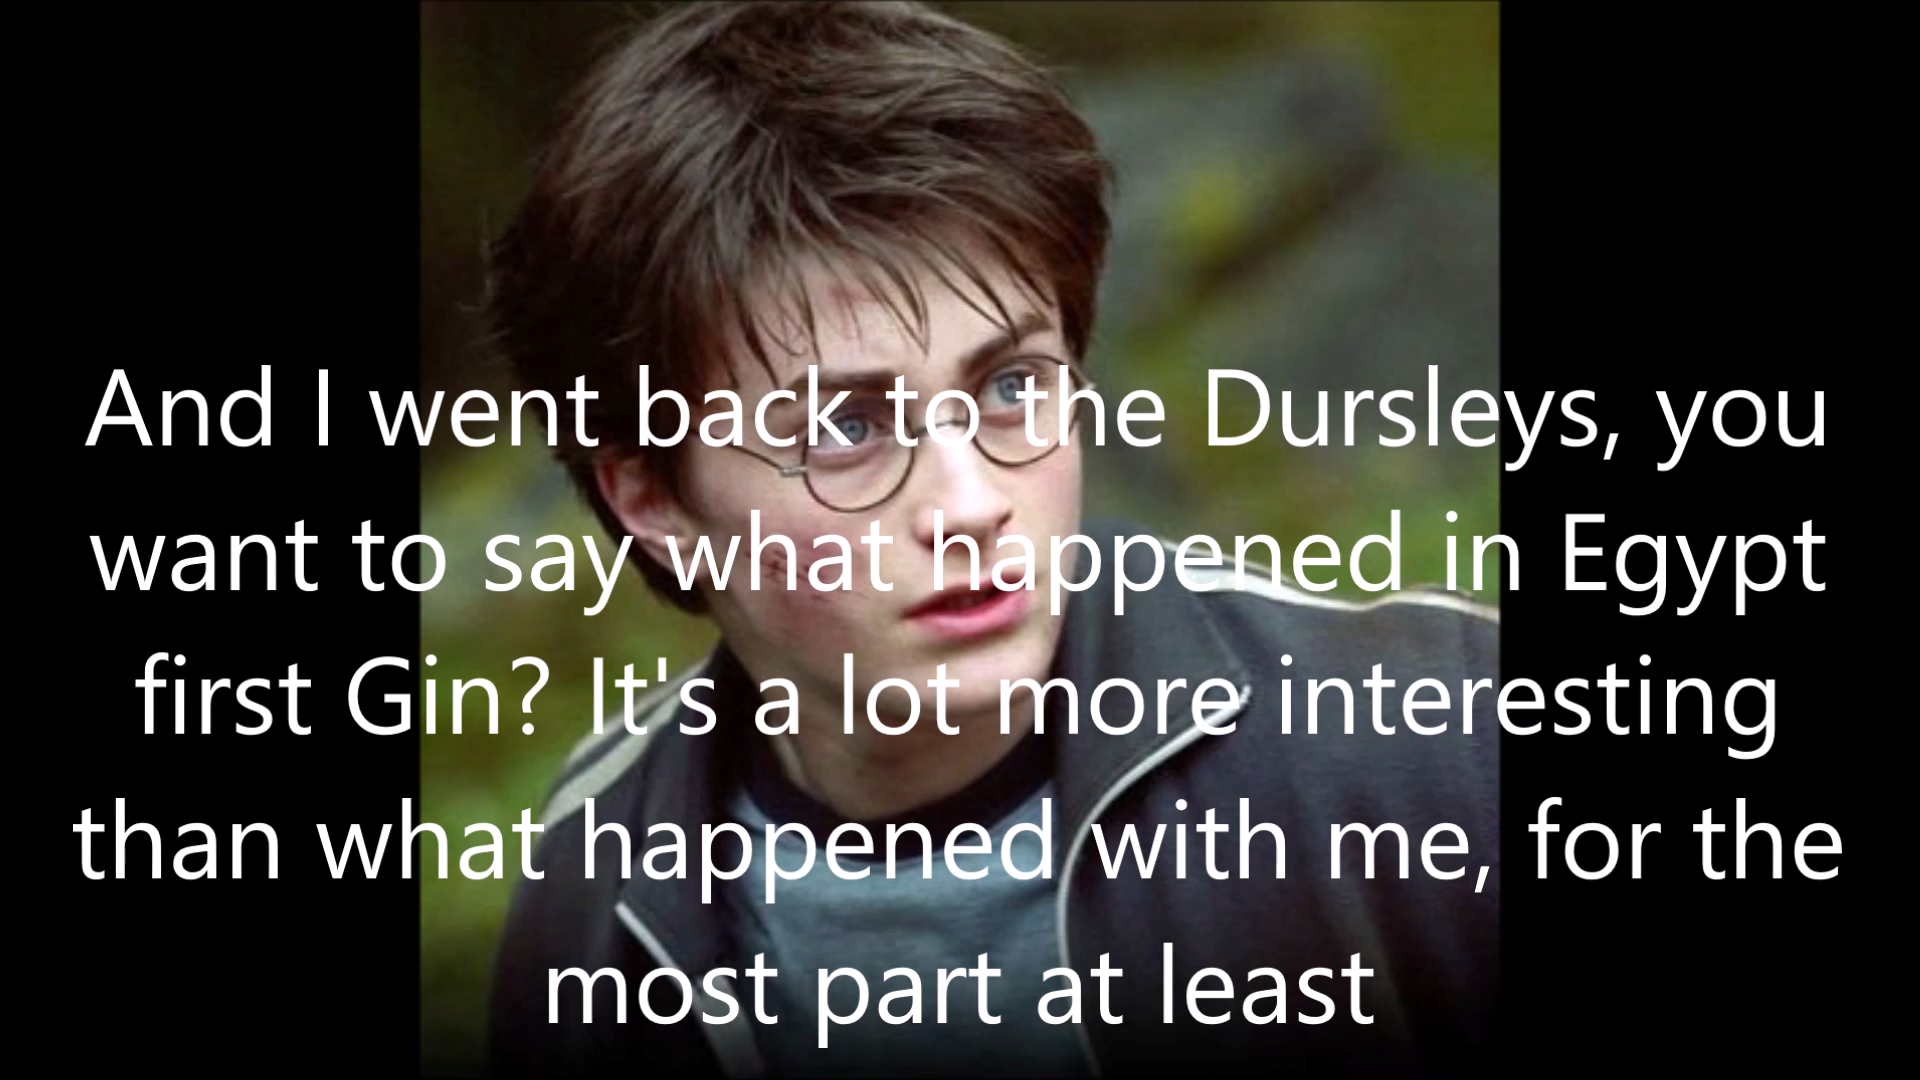 And I went back to the Dursleys, you
want to say what happened in Egypt
first Gin? It's a lot more interesting
than what happened with me, for the
most part at least